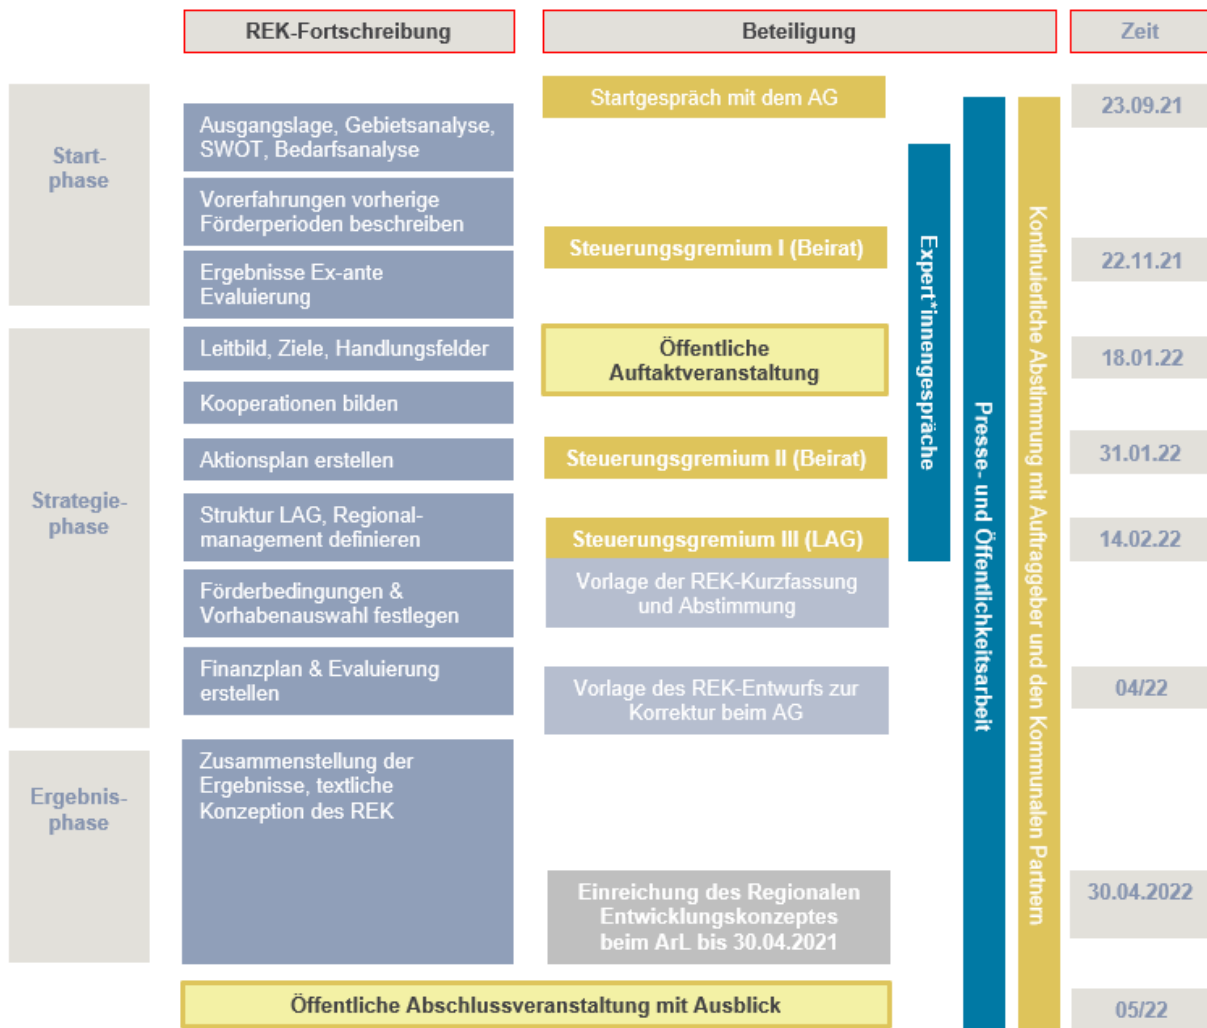 REK-Fortschreibung
Beteiligung
Zeit
Start-
phase
Ausgangslage, Gebietsanalyse,
SWOT, Bedarfsanalyse
Vorerfahrungen vorherige
Förderperioden beschreiben
Ergebnisse Ex-ante
Evaluierung
Startgespräch mit dem AG
Steuerungsgremium I (Beirat)
23.09.21
22.11.21
Strategie-
phase
Leitbild, Ziele, Handlungsfelder
Kooperationen bilden
Aktionsplan erstellen
Struktur LAG, Regional-
management definieren
Förderbedingungen &
Vorhabenauswahl festlegen
Finanzplan & Evaluierung
erstellen
Öffentliche
Auftaktveranstaltung
Steuerungsgremium II (Beirat)
Steuerungsgremium III (LAG)
Vorlage der REK-Kurzfassung
und Abstimmung
Vorlage des REK-Entwurfs zur
Korrektur beim AG
18.01.22
31.01.22
14.02.22
04/22
Ergebnis-
phase
Zusammenstellung der
Ergebnisse, textliche
Konzeption des REK
Einreichung des Regionalen
Entwicklungskonzeptes
beim ArL bis 30.04.2021
30.04.2022
Öffentliche Abschlussveranstaltung mit Ausblick
05/22
Expert*innengespräche
Presse- und Öffentlichkeitsarbeit
Kontinuierliche Abstimmung mit Auftraggeber und den Kommunalen Partnern